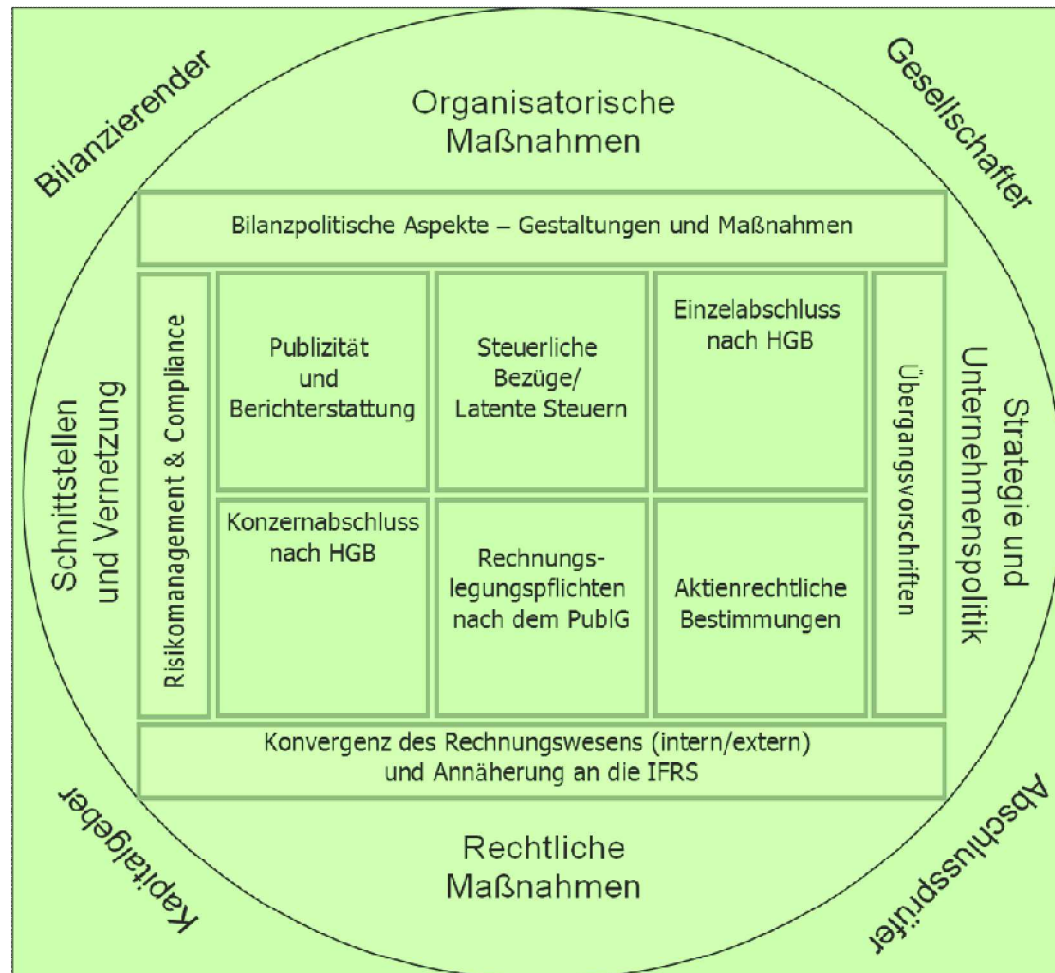 Bilanzierender
Gesellschafter
Organisatorische
Maßnahmen
Bilanzpolitische Aspekte – Gestaltungen und Maßnahmen
Schnittstellen
und Vernetzung
Risikomanagement & Compliance
Publizität
und
Berichterstattung
Steuerliche
Bezüge/
Latente Steuern
Einzelabschluss
nach HGB
Konzernabschluss
nach HGB
Rechnungs-
legungspflichten
nach dem PublG
Aktienrechtliche
Bestimmungen
Übergangsvorschriften
Strategie und
Unternehmenspolitik
Konvergenz des Rechnungswesens (intern/extern)
und Annäherung an die IFRS
Rechtliche
Maßnahmen
Kapitalgeber
Abschlussprüfer